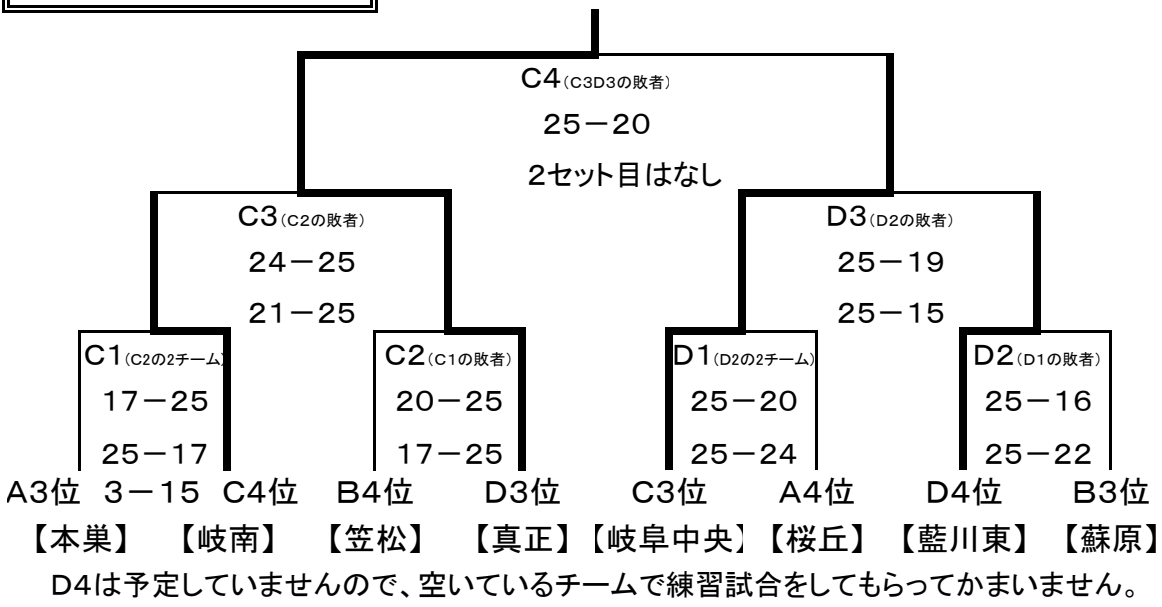 C4(C3D3の敗者)
25-20
2セット目はなし
C3(C2の敗者) D3(D2の敗者)
24-25 25-19
21-25 25-15
C1(C2の2チーム) C2(C1の敗者) D1(D2の2チーム) D2(D1の敗者)
17-25 20-25 25-20 25-16
25-17 17-25 25-24 25-22
A3位 3-15 C4位 B4位 D3位 C3位 A4位 D4位 B3位
【本巣】 【岐南】 【笠松】 【真正】 【岐阜中央】 【桜丘】 【藍川東】 【蘇原】
D4は予定していませんので、空いているチームで練習試合をしてもらってかまいません。